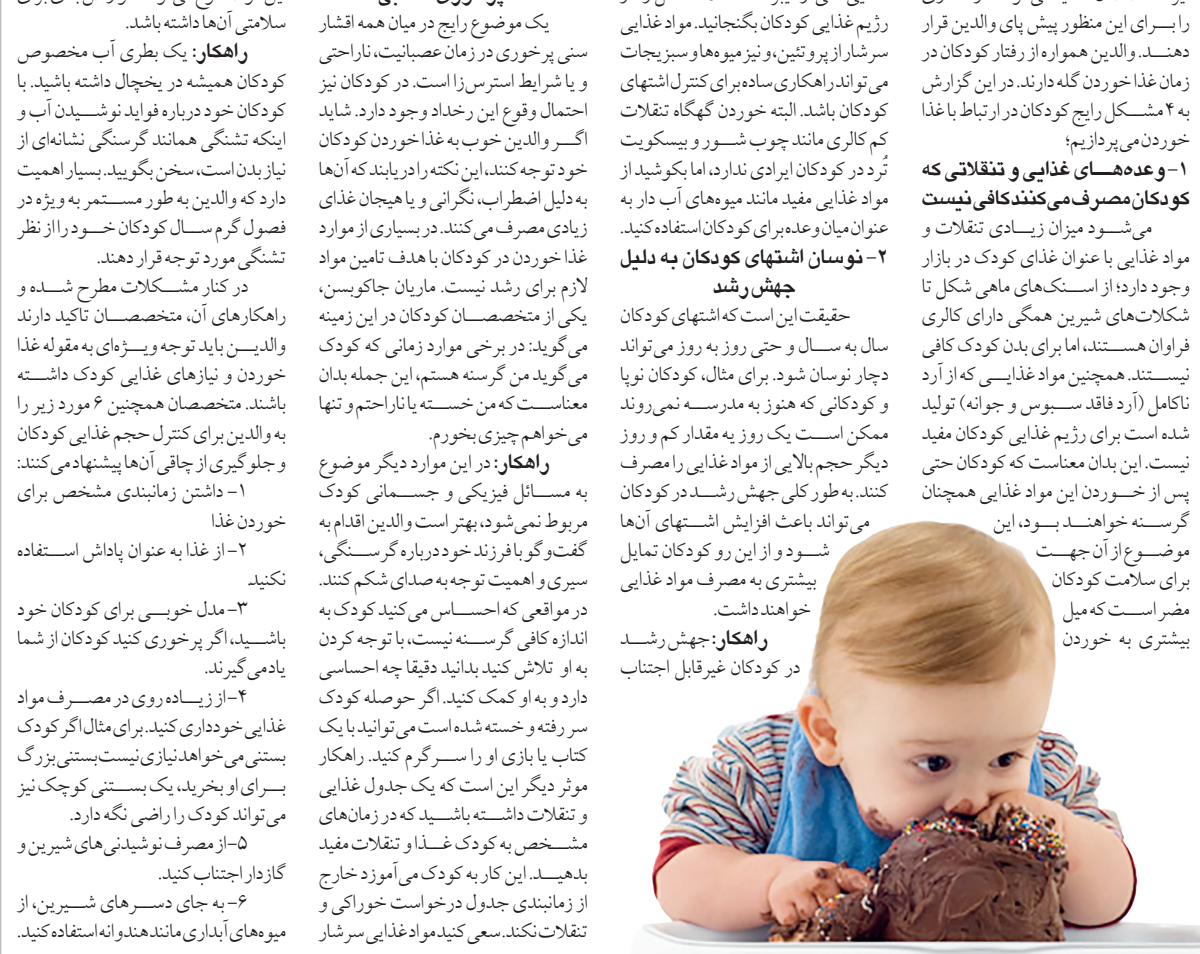 را برای این منظور پیش پای والدین قرار
دهند. والدین همواره از رفتار کودکان در
زمان غذا خوردن گله دارند. در این گزارش
به ۴ مشکل رایج کودکان در ارتباط با غذا
خوردن می‌پردازیم؛
۱- وعده‌های غذایی و تنقلاتی که
کودکان مصرف می‌کنند کافی نیست
می‌شود میزان زیادی تنقلات و
مواد غذایی با عنوان غذای کودک در بازار
وجود دارد؛ از اسنک‌های ماهی شکل تا
شکلات‌های شیرین همگی دارای کالری
فراوان هستند، اما برای بدن کودک کافی
نیستند. همچنین مواد غذایی که از آرد
ناکامل (آرد فاقد سبوس و جوانه) تولید
شده است برای رژیم غذایی کودکان مفید
نیست. این بدان معناست که کودکان حتی
پس از خوردن این مواد غذایی همچنان
گرسنه خواهند بود، این
موضوع از آن جهت
برای سلامت کودکان
مضر است که میل
بیشتری به خوردن
رژیم غذایی کودکان بگنجانید. مواد غذایی
سرشار از پروتئین، و نیز میوه‌ها و سبزیجات
می‌تواند راهکاری ساده برای کنترل اشتهای
کودکان باشد. البته خوردن گهگاه تنقلات
کم کالری مانند چوب شور و بیسکویت
تُرد در کودکان ایرادی ندارد، اما بکوشید از
مواد غذایی مفید مانند میوه‌های آب دار به
عنوان میان وعده برای کودکان استفاده کنید.
۲- نوسان اشتهای کودکان به دلیل
جهش رشد
حقیقت این است که اشتهای کودکان
سال به سال و حتی روز به روز می‌تواند
دچار نوسان شود. برای مثال، کودکان نوپا
و کودکانی که هنوز به مدرسه نمی‌روند
ممکن است یک روز یه مقدار کم و روز
دیگر حجم بالایی از مواد غذایی را مصرف
کنند. به طور کلی جهش رشد در کودکان
می‌تواند باعث افزایش اشتهای آن‌ها
شود و از این رو کودکان تمایل
بیشتری به مصرف مواد غذایی
خواهند داشت.
راهکار: جهش رشد
در کودکان غیر قابل اجتناب
یک موضوع رایج در میان همه اقشار
سنی پرخوری در زمان عصبانیت، ناراحتی
و یا شرایط استرس‌زا است. در کودکان نیز
احتمال وقوع این رخداد وجود دارد. شاید
اگر والدین خوب به غذا خوردن کودکان
خود توجه کنند، این نکته را دریابند که آن‌ها
به دلیل اضطراب، نگرانی و یا هیجان غذای
زیادی مصرف می‌کنند. در بسیاری از موارد
غذا خوردن در کودکان با هدف تامین مواد
لازم برای رشد نیست. ماریان جاکوبسن،
یکی از متخصصان کودکان در این زمینه
می‌گوید: در برخی موارد زمانی که کودک
می‌گوید من گرسنه هستم، این جمله بدان
معناست که من خسته یا ناراحتم و تنها
می‌خواهم چیزی بخورم.
راهکار: در این موارد دیگر موضوع
به مسائل فیزیکی و جسمانی کودک
مربوط نمی‌شود، بهتر است والدین اقدام به
گفت‌و‌گو با فرزند خود درباره گرسنگی،
سیری و اهمیت توجه به صدای شکم کنند.
در مواقعی که احساس می‌کنید کودک به
اندازه کافی گرسنه نیست، با توجه کردن
به او تلاش کنید بدانید دقیقا چه احساسی
دارد و به او کمک کنید. اگر حوصله کودک
سر رفته و خسته شده است می‌توانید با یک
کتاب یا بازی او را سرگرم کنید. راهکار
موثر دیگر این است که یک جدول غذایی
و تنقلات داشته باشید که در زمان‌های
مشخص به کودک غذا و تنقلات مفید
بدهید. این کار به کودک می‌آموزد خارج
از زمانبندی جدول درخواست خوراکی و
تنقلات نکند. سعی کنید مواد غذایی سرشار
سلامتی آن‌ها داشته باشد.
راهکار: یک بطری آب مخصوص
کودکان همیشه در یخچال داشته باشید. با
کودکان خود درباره فواید نوشیدن آب و
اینکه تشنگی همانند گرسنگی نشانه‌ای از
نیاز بدن است، سخن بگویید. بسیار اهمیت
دارد که والدین به طور مستمر به ویژه در
فصول گرم سال کودکان خود را از نظر
تشنگی مورد توجه قرار دهند.
در کنار مشکلات مطرح شده و
راهکارهای آن، متخصصان تاکید دارند
والدین باید توجه ویژه‌ای به مقوله غذا
خوردن و نیازهای غذایی کودک داشته
باشند. متخصصان همچنین ۶ مورد زیر را
به والدین برای کنترل حجم غذایی کودکان
و جلوگیری از چاقی آن‌ها پیشنهاد می‌کنند:
۱- داشتن زمانبندی مشخص برای
خوردن غذا
۲- از غذا به عنوان پاداش استفاده
نکنید.
۳- مدل خوبی برای کودکان خود
باشید، اگر پرخوری کنید کودکان از شما
یاد می‌گیرند.
۴- از زیاده روی در مصرف مواد
غذایی خودداری کنید. برای مثال اگر کودک
بستنی می‌خواهد نیازی نیست بستنی بزرگ
برای او بخرید، یک بستنی کوچک نیز
می‌تواند کودک را راضی نگه دارد.
۵- از مصرف نوشیدنی‌های شیرین و
گازدار اجتناب کنید.
۶- به جای دسرهای شیرین، از
میوه‌های آبداری مانند هندوانه استفاده کنید.